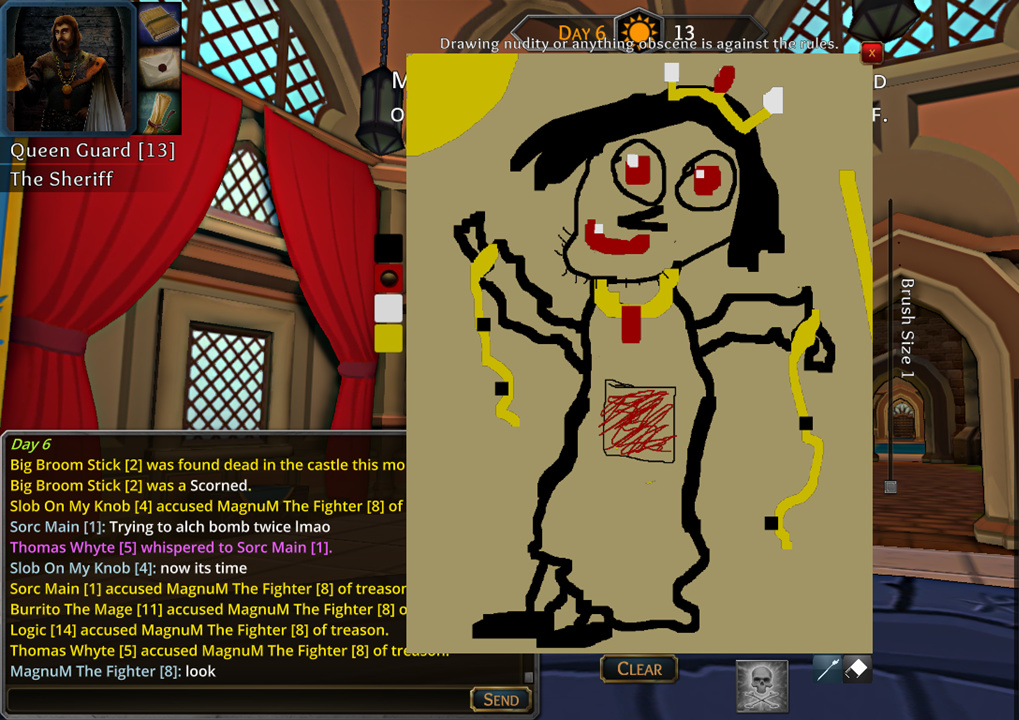 DAY 6 13
Drawing nudity or anything obscene is against the rules.
M D
O F.
Queen Guard [13]
The Sheriff
Brush Size 1
Day 6
Big Broom Stick [2] was found dead in the castle this mo
Big Broom Stick [2] was a Scorned.
Slob On My Knob [4] accused MagnuM The Fighter [8] of
Sorc Main [1]: Trying to alch bomb twice lmao
Thomas Whyte [5] whispered to Sorc Main [1].
Slob On My Knob [4]: now its time
Sorc Main [1] accused MagnuM The Fighter [8] of treason
Burrito The Mage [11] accused MagnuM The Fighter [8] o
Logic [14] accused MagnuM The Fighter [8] of treason.
Thomas Whyte [5] accused MagnuM The Fighter [8] of treason.
MagnuM The Fighter [8]: look
SEND
CLEAR
x